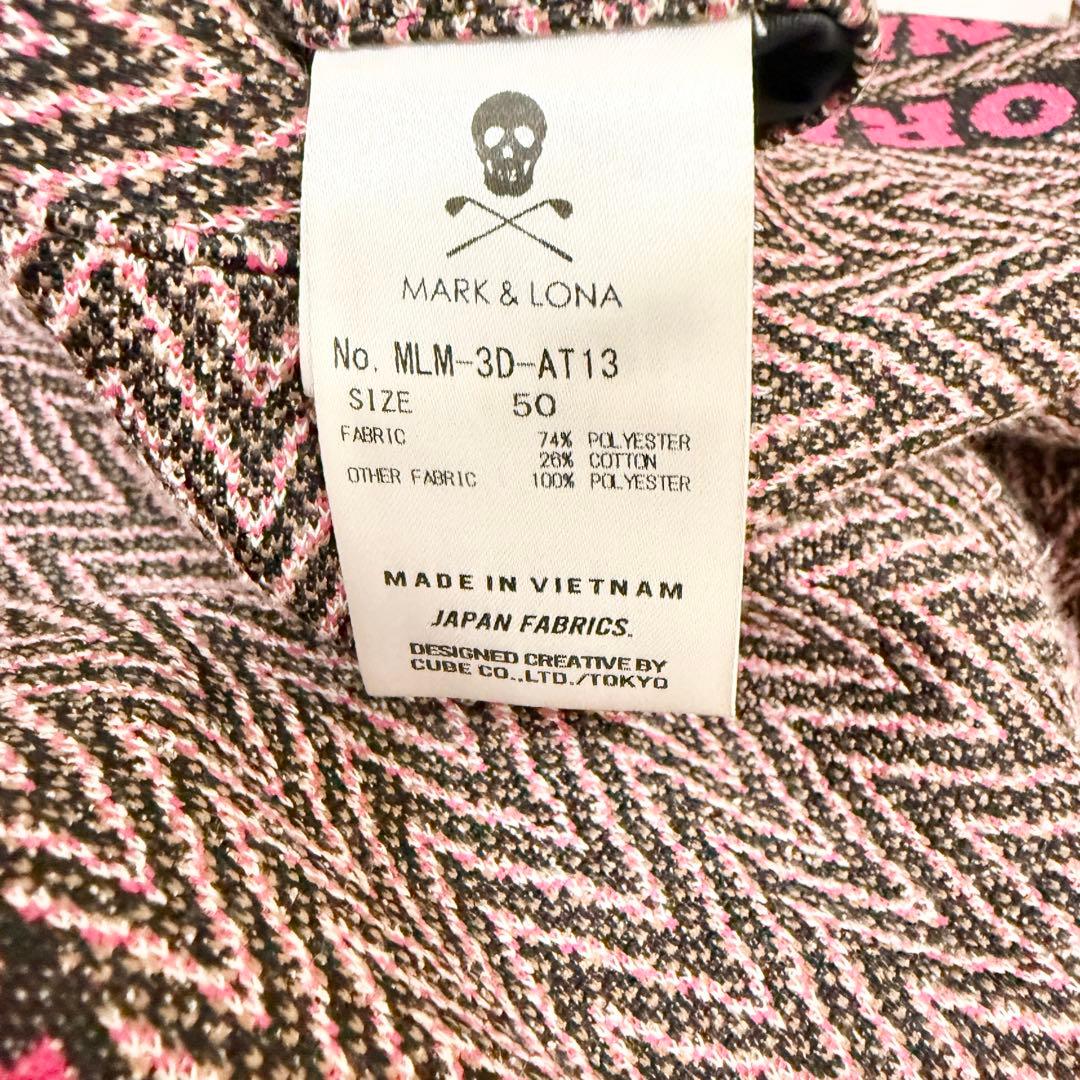 OR
MARK & LONA
No. MLM-3D-AT13
SIZE 50
FABRIC 74% POLYESTER
26% COTTON
OTHER FABRIC 100% POLYESTER
MADE IN VIETNAM
JAPAN FABRICS.
DESIGNED CREATIVE BY
CUBE CO.,LTD./TOKYO